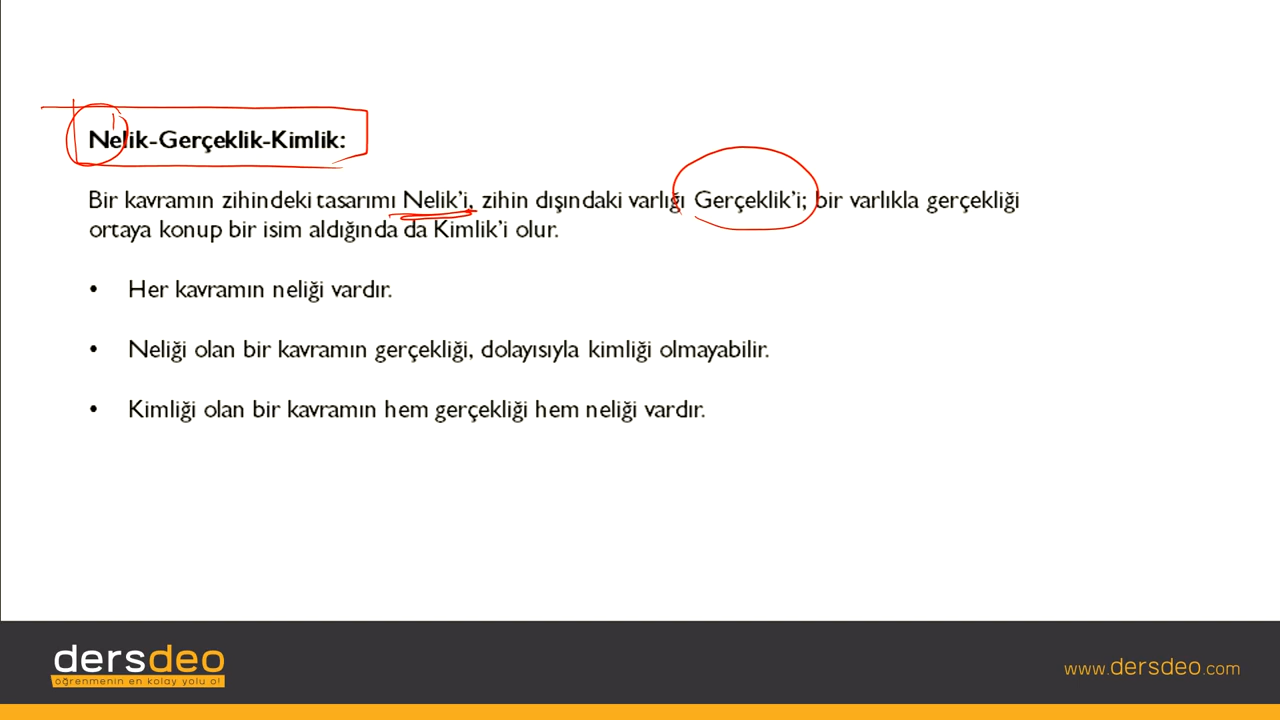 Nelik-Gerçeklik-Kimlik:
Bir kavramın zihindeki tasarımı Nelik'i, zihin dışındaki varlığı Gerçeklik'i; bir varlıkla gerçekliği
ortaya konup bir isim aldığında da Kimlik'i olur.
• Her kavramın neliği vardır.
• Neliği olan bir kavramın gerçekliği, dolayısıyla kimliği olmayabilir.
• Kimliği olan bir kavramın hem gerçekliği hem neliği vardır.
dersdeo
öğrenmenin en kolay yolu o!
www.dersdeo.com